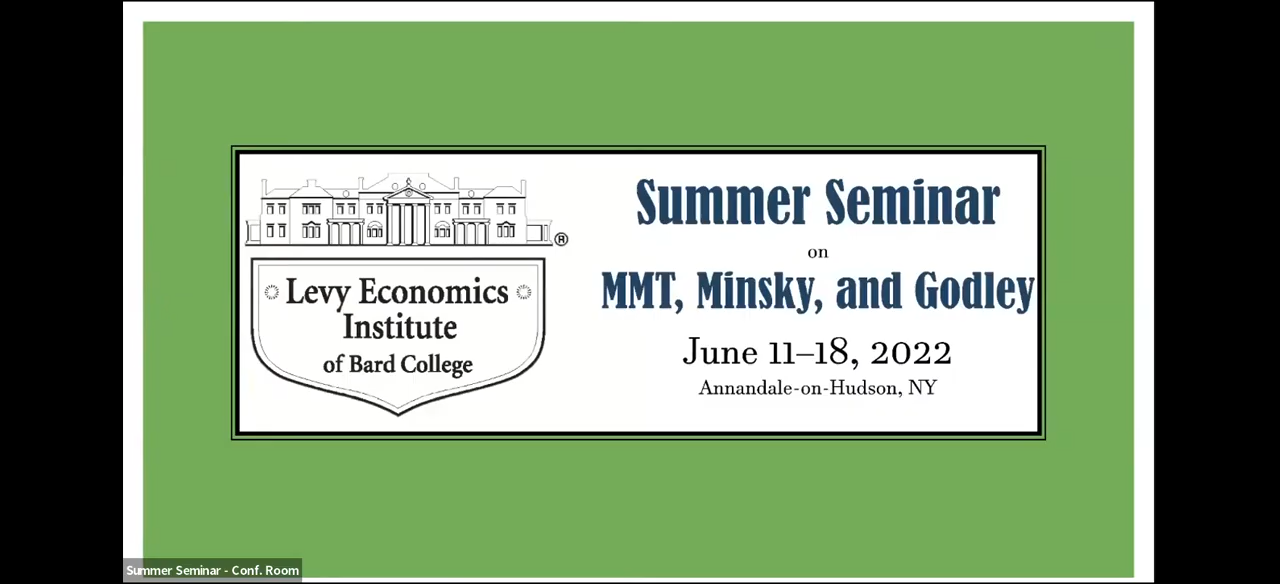 Summer Seminar
on
MMT, Minsky, and Godley
June 11–18, 2022
Annandale-on-Hudson, NY
®
Levy Economics
Institute
of Bard College
Summer Seminar - Conf. Room